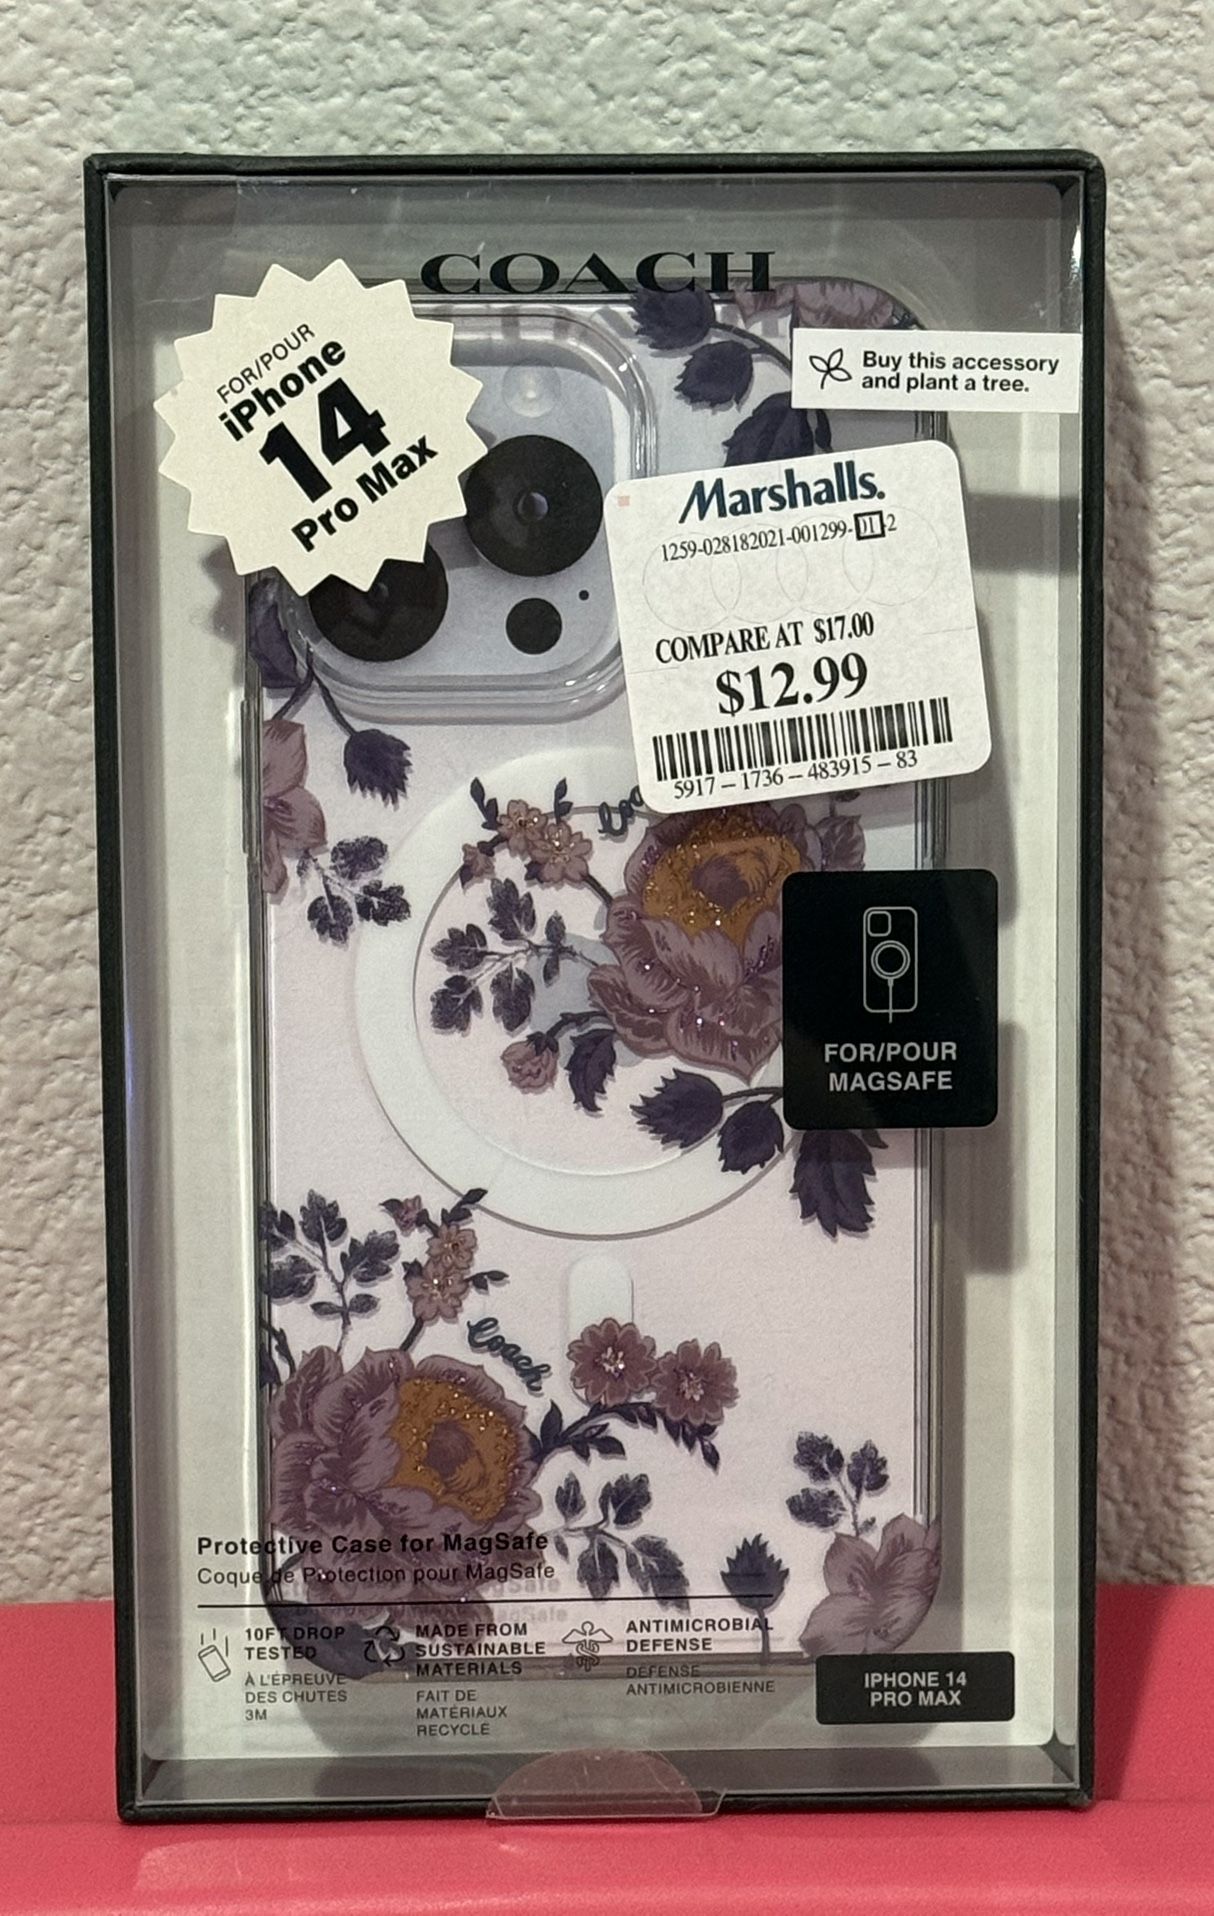 COACH
FOR/POUR
iPhone
14
Pro Max
Buy this accessory
and plant a tree.
Marshalls.
1259-028182021-001299-01-2
COMPARE AT $17.00
$12.99
5917-1736-483915-83
FOR/POUR
MAGSAFE
Coach
Protective Case for MagSafe
Coque de Protection pour MagSafe
10FT DROP
TESTED
À L'ÉPREUVE
DES CHUTES
3M
MADE FROM
SUSTAINABLE
MATERIALS
FAIT DE
MATÉRIAUX
RECYCLÉ
ANTIMICROBIAL
DEFENSE
DÉFENSE
ANTIMICROBIENNE
IPHONE 14
PRO MAX